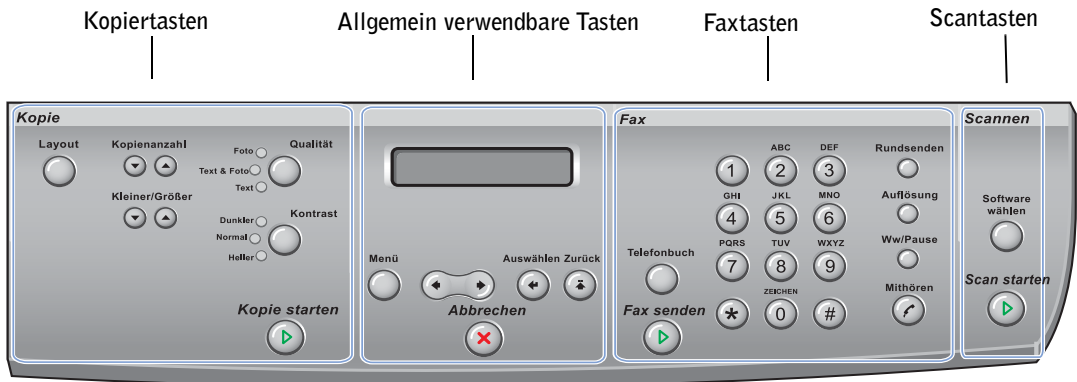 Kopiertasten
Allgemein verwendbare Tasten
Faxtasten
Scantasten
Kopie
Layout
Kopienanzahl
Kleiner/Größer
Foto
Text & Foto
Text
Qualität
Dunkler
Normal
Heller
Kontrast
Kopie starten
Menü
Auswählen
Zurück
Abbrechen
Fax
Telefonbuch
Fax senden
1
ABC
2
DEF
3
GHI
4
JKL
5
MNO
6
PQRS
7
TUV
8
WXYZ
9
*
ZEICHEN
0
#
Rundsenden
Auflösung
Ww/Pause
Mithören
Scannen
Software
wählen
Scan starten